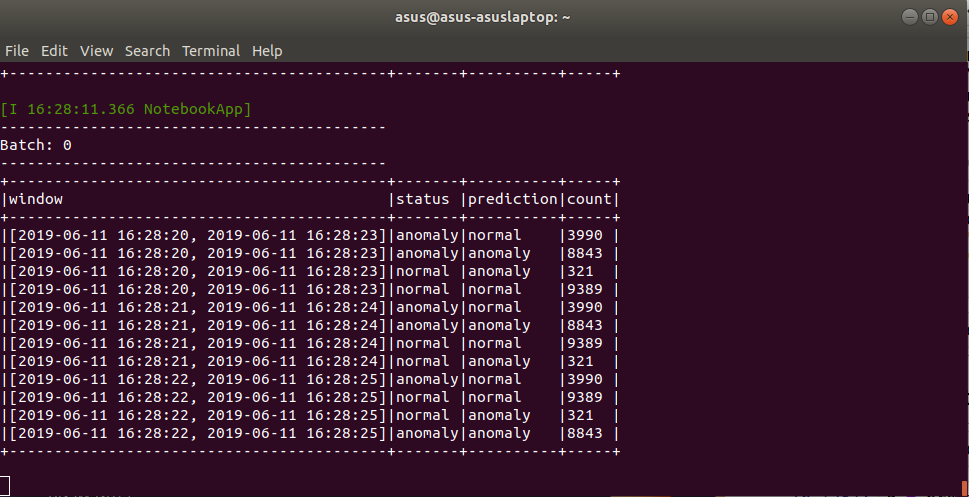 asus@asus-asuslaptop: ~
File Edit View Search Terminal Help
+------------------------------------------+-------+----------+-----+
[I 16:28:11.366 NotebookApp]
-------------------------------------------
Batch: 0
-------------------------------------------
+------------------------------------------+-------+----------+-----+
|window                                    |status |prediction|count|
+------------------------------------------+-------+----------+-----+
|[2019-06-11 16:28:20, 2019-06-11 16:28:23]|anomaly|normal    |3990 |
|[2019-06-11 16:28:20, 2019-06-11 16:28:23]|anomaly|anomaly   |8843 |
|[2019-06-11 16:28:20, 2019-06-11 16:28:23]|normal |anomaly   |321  |
|[2019-06-11 16:28:20, 2019-06-11 16:28:23]|normal |normal    |9389 |
|[2019-06-11 16:28:21, 2019-06-11 16:28:24]|anomaly|normal    |3990 |
|[2019-06-11 16:28:21, 2019-06-11 16:28:24]|anomaly|anomaly   |8843 |
|[2019-06-11 16:28:21, 2019-06-11 16:28:24]|normal |normal    |9389 |
|[2019-06-11 16:28:21, 2019-06-11 16:28:24]|normal |anomaly   |321  |
|[2019-06-11 16:28:22, 2019-06-11 16:28:25]|anomaly|normal    |3990 |
|[2019-06-11 16:28:22, 2019-06-11 16:28:25]|normal |normal    |9389 |
|[2019-06-11 16:28:22, 2019-06-11 16:28:25]|normal |anomaly   |321  |
|[2019-06-11 16:28:22, 2019-06-11 16:28:25]|anomaly|anomaly   |8843 |
+------------------------------------------+-------+----------+-----+